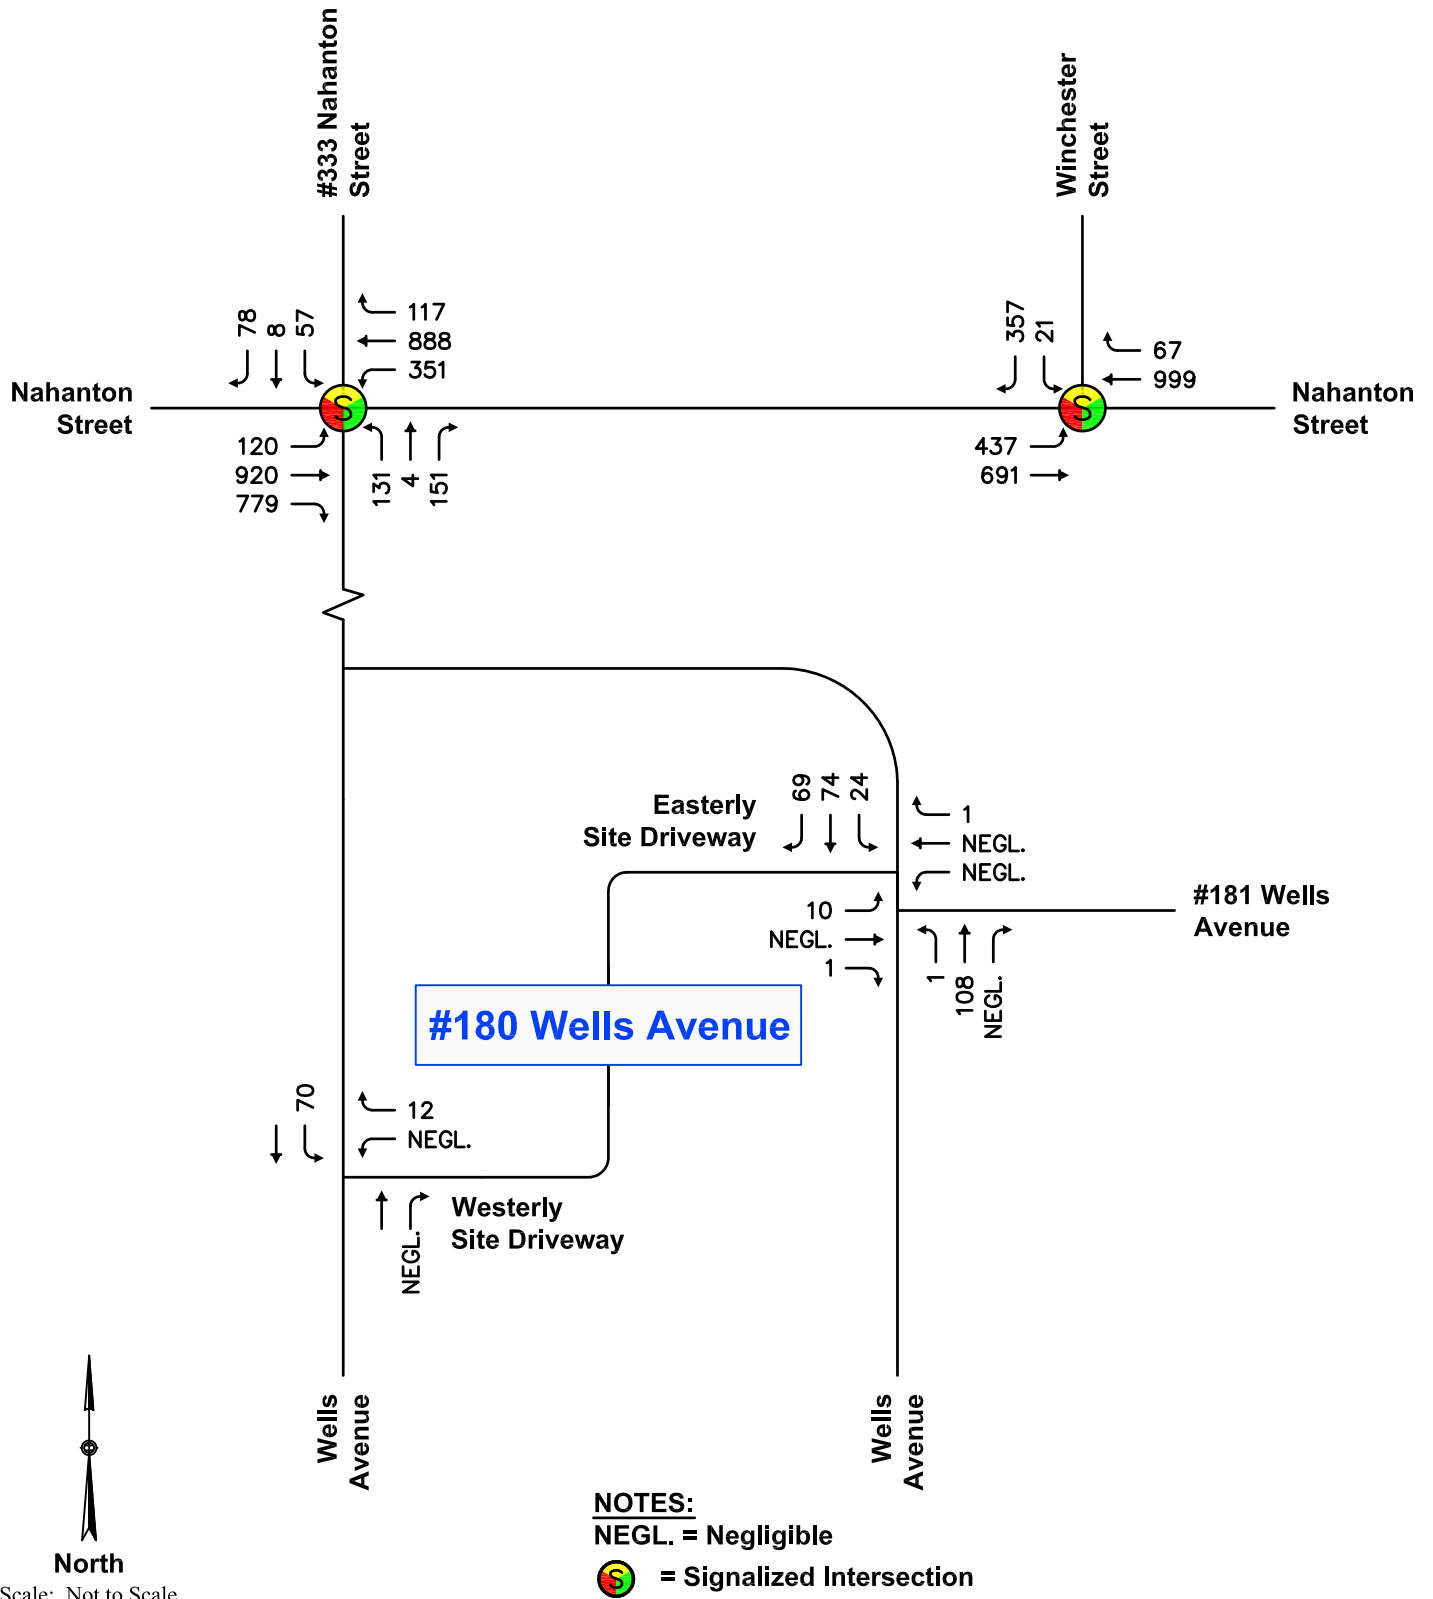 #333 Nahanton
Street
Winchester
Street
78
8
57
117
888
351
357
21
67
999
Nahanton
Street
Nahanton
Street
120
920
779
131
4
151
437
691
69
74
24
Easterly
Site Driveway
1
NEGL.
NEGL.
10
NEGL.
1
#181 Wells
Avenue
1
108
NEGL.
#180 Wells Avenue
70
12
NEGL.
NEGL.
Westerly
Site Driveway
Wells
Avenue
Wells
Avenue
North
Scale: Not to Scale
NOTES:
NEGL. = Negligible
S = Signalized Intersection
S
S